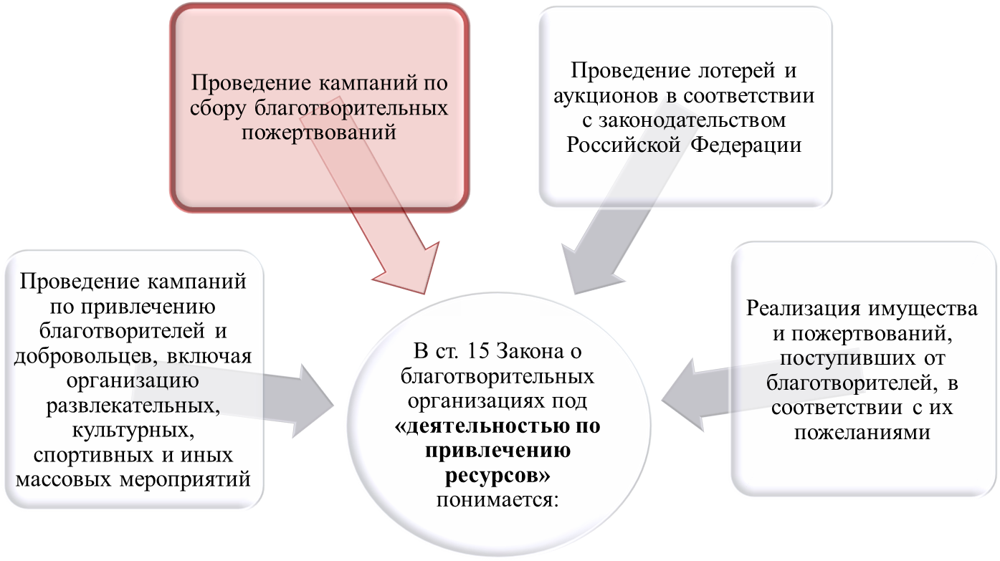 Проведение кампаний по
сбору благотворительных
пожертвований
Проведение лотерей и
аукционов в соответствии
с законодательством
Российской Федерации
Проведение кампаний
по привлечению
благотворителей и
добровольцев, включая
организацию
развлекательных,
культурных,
спортивных и иных
массовых мероприятий
В ст. 15 Закона о
благотворительных
организациях под
«деятельностью по
привлечению
ресурсов»
понимается:
Реализация имущества
и пожертвований,
поступивших от
благотворителей, в
соответствии с их
пожеланиями